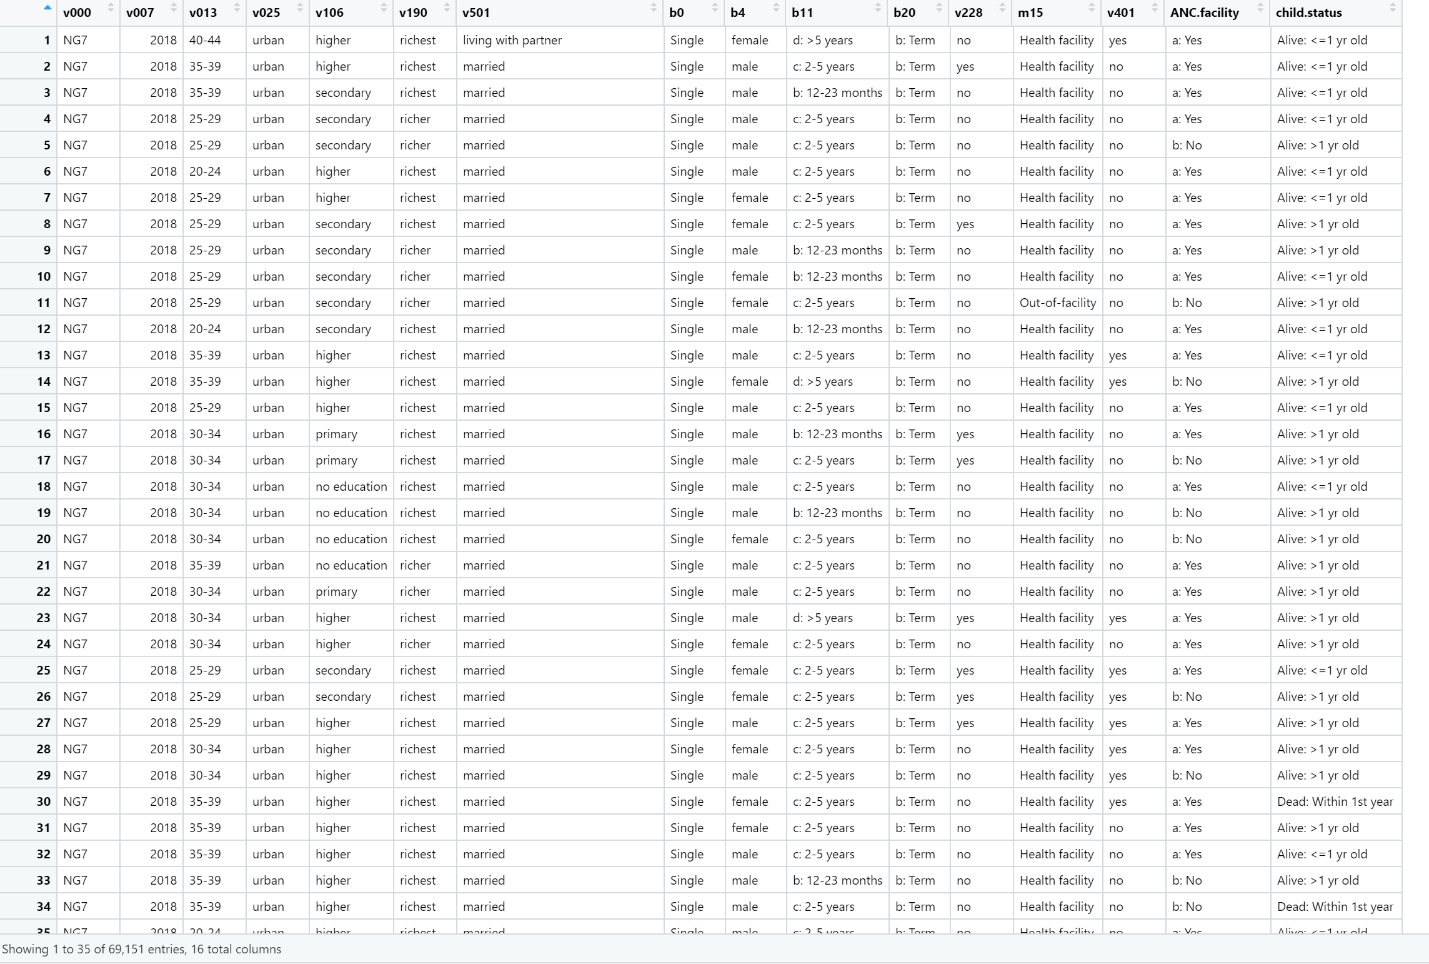 v000 v007 v013 v025 v106 v190 v501 b0 b4 b11 b20 v228 m15 v401 ANC.facility child.status
1 NG7 2018 40-44 urban higher richest living with partner Single female d: >5 years b: Term no Health facility yes a: Yes Alive: <=1 yr old
2 NG7 2018 35-39 urban higher richest married Single male c: 2-5 years b: Term yes Health facility no a: Yes Alive: <=1 yr old
3 NG7 2018 35-39 urban secondary richest married Single male b: 12-23 months b: Term no Health facility no a: Yes Alive: <=1 yr old
4 NG7 2018 25-29 urban secondary richer married Single male c: 2-5 years b: Term no Health facility no a: Yes Alive: <=1 yr old
5 NG7 2018 25-29 urban secondary richer married Single male c: 2-5 years b: Term no Health facility no b: No Alive: >1 yr old
6 NG7 2018 20-24 urban higher richest married Single male c: 2-5 years b: Term no Health facility no a: Yes Alive: <=1 yr old
7 NG7 2018 25-29 urban higher richest married Single female c: 2-5 years b: Term no Health facility no a: Yes Alive: <=1 yr old
8 NG7 2018 25-29 urban secondary richest married Single female c: 2-5 years b: Term yes Health facility no a: Yes Alive: >1 yr old
9 NG7 2018 25-29 urban secondary richer married Single male b: 12-23 months b: Term no Health facility no a: Yes Alive: >1 yr old
10 NG7 2018 25-29 urban secondary richer married Single female b: 12-23 months b: Term no Health facility no a: Yes Alive: <=1 yr old
11 NG7 2018 25-29 urban secondary richer married Single female c: 2-5 years b: Term no Out-of-facility no b: No Alive: >1 yr old
12 NG7 2018 20-24 urban secondary richest married Single male b: 12-23 months b: Term no Health facility no a: Yes Alive: <=1 yr old
13 NG7 2018 35-39 urban higher richest married Single male c: 2-5 years b: Term no Health facility yes a: Yes Alive: <=1 yr old
14 NG7 2018 35-39 urban higher richest married Single female d: >5 years b: Term no Health facility yes b: No Alive: >1 yr old
15 NG7 2018 25-29 urban higher richest married Single male c: 2-5 years b: Term no Health facility no a: Yes Alive: <=1 yr old
16 NG7 2018 30-34 urban primary richest married Single male b: 12-23 months b: Term yes Health facility no a: Yes Alive: >1 yr old
17 NG7 2018 30-34 urban primary richest married Single male c: 2-5 years b: Term yes Health facility no b: No Alive: >1 yr old
18 NG7 2018 30-34 urban no education richest married Single male c: 2-5 years b: Term no Health facility no a: Yes Alive: <=1 yr old
19 NG7 2018 30-34 urban no education richest married Single male b: 12-23 months b: Term no Health facility no b: No Alive: >1 yr old
20 NG7 2018 30-34 urban no education richest married Single female c: 2-5 years b: Term no Health facility no b: No Alive: >1 yr old
21 NG7 2018 30-34 urban no education richer married Single male c: 2-5 years b: Term no Health facility no a: Yes Alive: >1 yr old
22 NG7 2018 30-34 urban primary richer married Single male c: 2-5 years b: Term no Health facility no a: Yes Alive: >1 yr old
23 NG7 2018 30-34 urban higher richest married Single male d: >5 years b: Term yes Health facility yes a: Yes Alive: >1 yr old
24 NG7 2018 30-34 urban higher richer married Single female c: 2-5 years b: Term no Health facility no a: Yes Alive: >1 yr old
25 NG7 2018 25-29 urban secondary richest married Single female c: 2-5 years b: Term yes Health facility yes a: Yes Alive: <=1 yr old
26 NG7 2018 25-29 urban secondary richest married Single female c: 2-5 years b: Term yes Health facility yes b: No Alive: >1 yr old
27 NG7 2018 25-29 urban higher richest married Single male c: 2-5 years b: Term yes Health facility yes a: Yes Alive: >1 yr old
28 NG7 2018 30-34 urban higher richest married Single female c: 2-5 years b: Term no Health facility yes a: Yes Alive: >1 yr old
29 NG7 2018 30-34 urban higher richest married Single male c: 2-5 years b: Term no Health facility yes b: No Alive: >1 yr old
30 NG7 2018 35-39 urban higher richest married Single female c: 2-5 years b: Term no Health facility yes a: Yes Dead: Within 1st year
31 NG7 2018 35-39 urban higher richest married Single female c: 2-5 years b: Term no Health facility no a: Yes Alive: >1 yr old
32 NG7 2018 35-39 urban higher richest married Single male c: 2-5 years b: Term no Health facility no a: Yes Alive: <=1 yr old
33 NG7 2018 35-39 urban higher richest married Single male b: 12-23 months b: Term no Health facility no b: No Alive: >1 yr old
34 NG7 2018 35-39 urban higher richest married Single male c: 2-5 years b: Term no Health facility no b: No Dead: Within 1st year
35 NG7 2018 20-24 urban higher richest married Single male c: 2-5 years b: Term no Health facility no a: Yes Alive: <=1 yr old
Showing 1 to 35 of 69,151 entries, 16 total columns